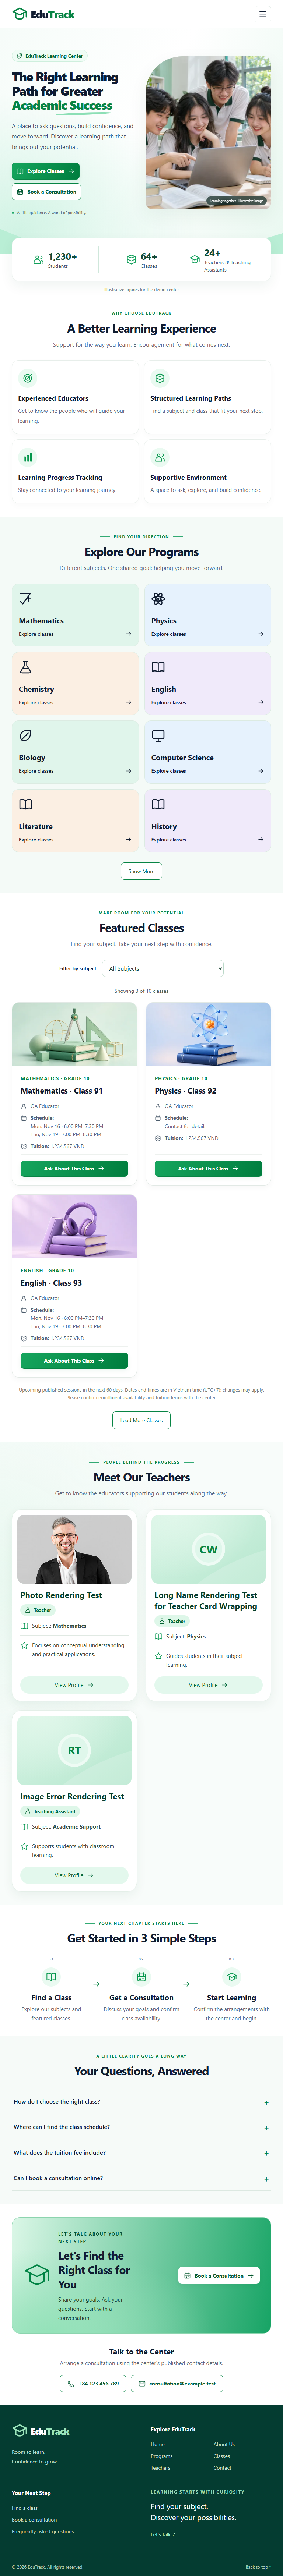 EduTrack
EduTrack Learning Center
The Right Learning
Path for Greater
Academic Success
A place to ask questions, build confidence, and
move forward. Discover a learning path that
brings out your potential.
Explore Classes
Book a Consultation
A little guidance. A world of possibility.
Learning together · Illustrative image
1,230+
Students
64+
Classes
24+
Teachers & Teaching
Assistants
Illustrative figures for the demo center
WHY CHOOSE EDUTRACK
A Better Learning Experience
Support for the way you learn. Encouragement for what comes next.
Experienced Educators
Get to know the people who will guide your
learning.
Structured Learning Paths
Find a subject and class that fit your next step.
Learning Progress Tracking
Stay connected to your learning journey.
Supportive Environment
A space to ask, explore, and build confidence.
FIND YOUR DIRECTION
Explore Our Programs
Different subjects. One shared goal: helping you move forward.
Mathematics
Explore classes
Physics
Explore classes
Chemistry
Explore classes
English
Explore classes
Biology
Explore classes
Computer Science
Explore classes
Literature
Explore classes
History
Explore classes
Show More
MAKE ROOM FOR YOUR POTENTIAL
Featured Classes
Find your subject. Take your next step with confidence.
Filter by subject
All Subjects
Showing 3 of 10 classes
MATHEMATICS · GRADE 10
Mathematics · Class 91
QA Educator
Schedule:
Mon, Nov 16 · 6:00 PM–7:30 PM
Thu, Nov 19 · 7:00 PM–8:30 PM
Tuition: 1,234,567 VND
Ask About This Class
PHYSICS · GRADE 10
Physics · Class 92
QA Educator
Schedule:
Contact for details
Tuition: 1,234,567 VND
Ask About This Class
ENGLISH · GRADE 10
English · Class 93
QA Educator
Schedule:
Mon, Nov 16 · 6:00 PM–7:30 PM
Thu, Nov 19 · 7:00 PM–8:30 PM
Tuition: 1,234,567 VND
Ask About This Class
Upcoming published sessions in the next 60 days. Dates and times are in Vietnam time (UTC+7); changes may apply.
Please confirm enrollment availability and tuition terms with the center.
Load More Classes
PEOPLE BEHIND THE PROGRESS
Meet Our Teachers
Get to know the educators supporting our students along the way.
Photo Rendering Test
Teacher
Subject: Mathematics
Focuses on conceptual understanding
and practical applications.
View Profile
CW
Long Name Rendering Test
for Teacher Card Wrapping
Teacher
Subject: Physics
Guides students in their subject
learning.
View Profile
RT
Image Error Rendering Test
Teaching Assistant
Subject: Academic Support
Supports students with classroom
learning.
View Profile
YOUR NEXT CHAPTER STARTS HERE
Get Started in 3 Simple Steps
01
Find a Class
Explore our subjects and
featured classes.
02
Get a Consultation
Discuss your goals and confirm
class availability.
03
Start Learning
Confirm the arrangements with
the center and begin.
A LITTLE CLARITY GOES A LONG WAY
Your Questions, Answered
How do I choose the right class?
Where can I find the class schedule?
What does the tuition fee include?
Can I book a consultation online?
LET'S TALK ABOUT YOUR
NEXT STEP
Let's Find the
Right Class for
You
Share your goals. Ask your
questions. Start with a
conversation.
Book a Consultation
Talk to the Center
Arrange a consultation using the center's published contact details.
+84 123 456 789
consultation@example.test
EduTrack
Room to learn.
Confidence to grow.
Explore EduTrack
Home
About Us
Programs
Classes
Teachers
Contact
Your Next Step
Find a class
Book a consultation
Frequently asked questions
LEARNING STARTS WITH CURIOSITY
Find your subject.
Discover your possibilities.
Let's talk ↗
© 2026 EduTrack. All rights reserved.
Back to top ↑